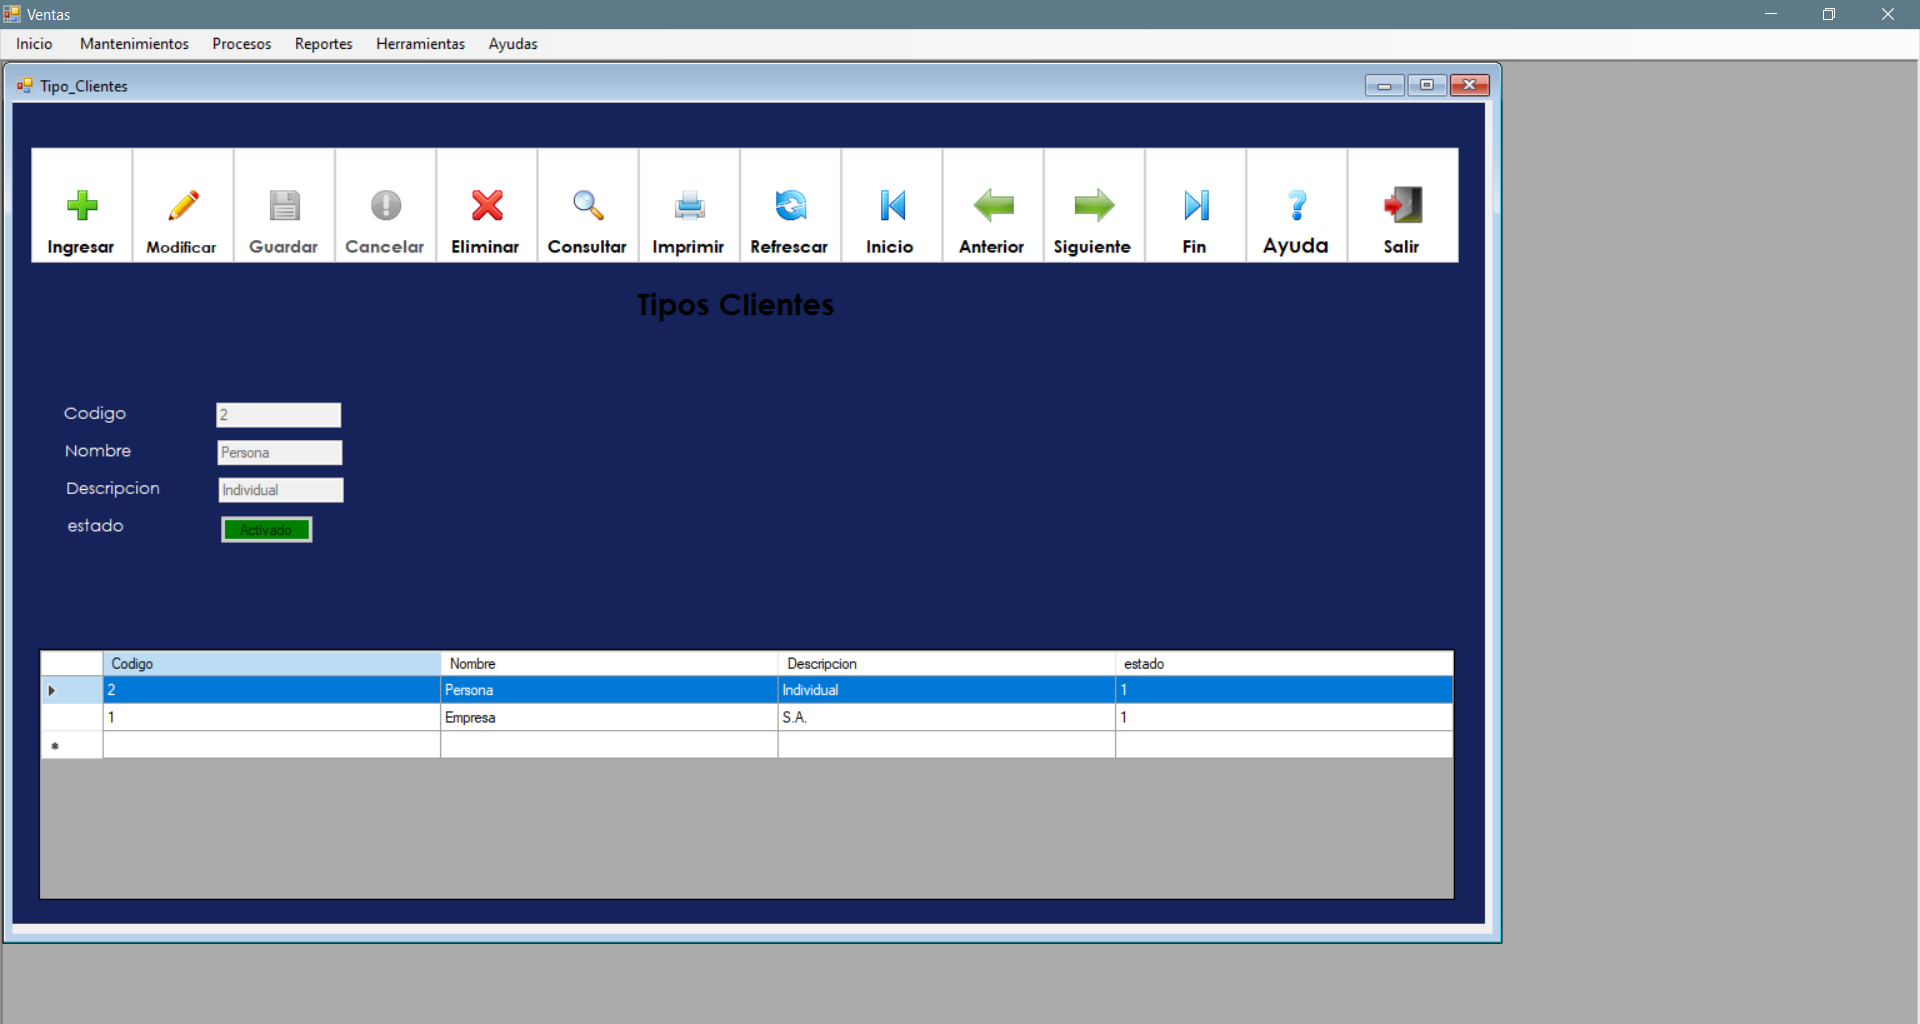 Ventas
Inicio Mantenimientos Procesos Reportes Herramientas Ayudas
Tipo_Clientes
Ingresar Modificar Guardar Cancelar Eliminar Consultar Imprimir Refrescar Inicio Anterior Siguiente Fin Ayuda Salir
Tipos Clientes
Codigo 2
Nombre Persona
Descripcion Individual
estado Activado
Codigo Nombre Descripcion estado
2 Persona Individual 1
1 Empresa S.A. 1